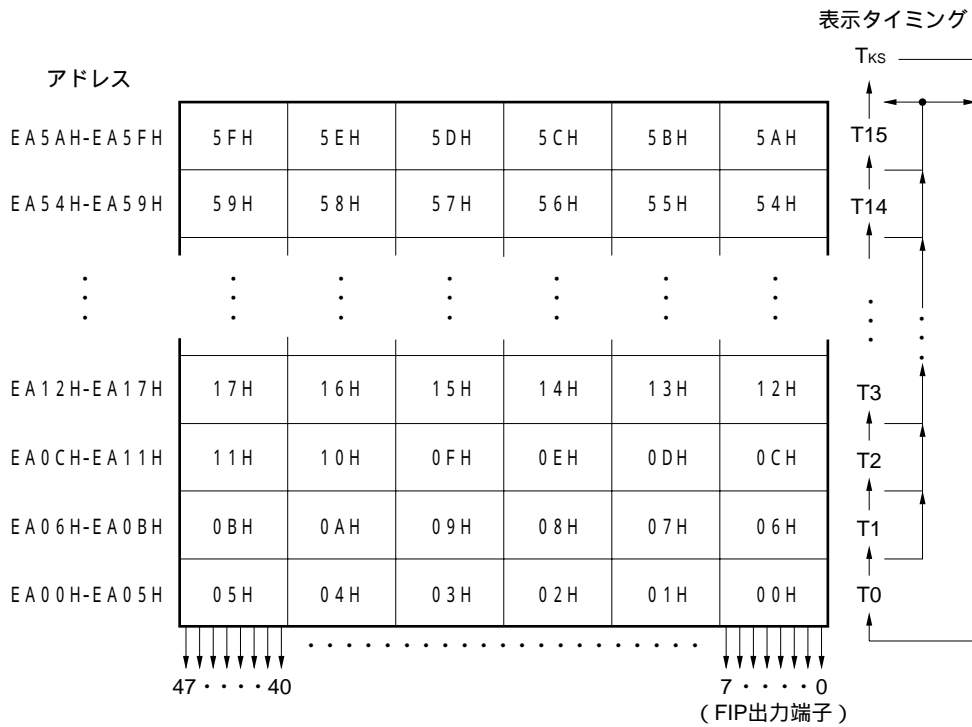 表示タイミング
TKS
アドレス
EA5AH-EA5FH 5FH 5EH 5DH 5CH 5BH 5AH T15
EA54H-EA59H 59H 58H 57H 56H 55H 54H T14
EA12H-EA17H 17H 16H 15H 14H 13H 12H T3
EA0CH-EA11H 11H 10H 0FH 0EH 0DH 0CH T2
EA06H-EA0BH 0BH 0AH 09H 08H 07H 06H T1
EA00H-EA05H 05H 04H 03H 02H 01H 00H T0
47 ・・・・ 40 7 ・・・・ 0
(FIP出力端子)